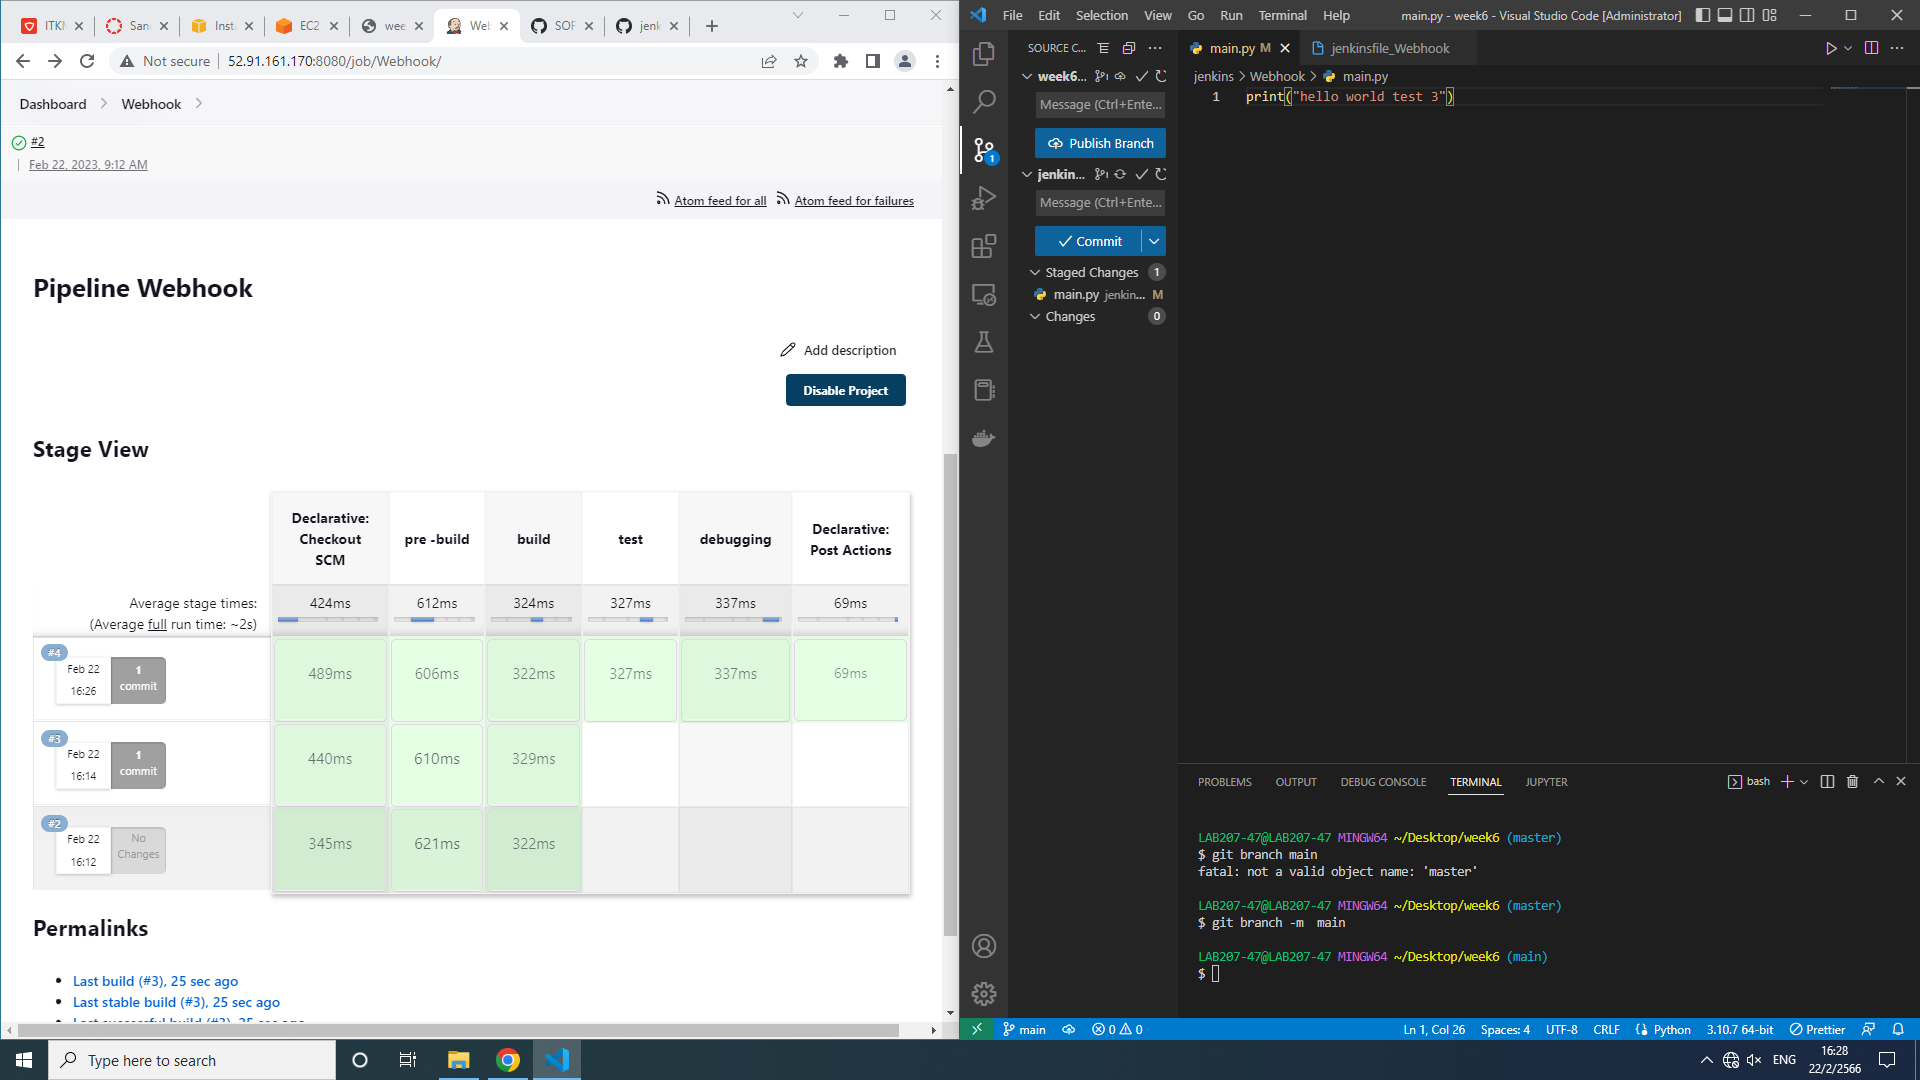 ITKM
San
Insta
EC2
wee
Web
SOF
jenk
Not secure
52.91.161.170:8080/job/Webhook/
Dashboard
Webhook
#2
Feb 22, 2023, 9:12 AM
Atom feed for all
Atom feed for failures
Pipeline Webhook
Add description
Disable Project
Stage View
Declarative: Checkout SCM
pre -build
build
test
debugging
Declarative: Post Actions
Average stage times:
(Average full run time: ~2s)
424ms
612ms
324ms
327ms
337ms
69ms
#4
Feb 22
16:26
1 commit
489ms
606ms
322ms
327ms
337ms
69ms
#3
Feb 22
16:14
1 commit
440ms
610ms
329ms
#2
Feb 22
16:12
No Changes
345ms
621ms
322ms
Permalinks
Last build (#3), 25 sec ago
Last stable build (#3), 25 sec ago
Last successful build (#3), 25 sec ago
File Edit Selection View Go Run Terminal Help
main.py - week6 - Visual Studio Code [Administrator]
SOURCE C...
week6...
Message (Ctrl+Ente...
Publish Branch
1
jenkin...
Message (Ctrl+Ente...
Commit
Staged Changes 1
main.py jenkin... M
Changes 0
main.py M
jenkinsfile_Webhook
jenkins > Webhook > main.py
1 print("hello world test 3")
PROBLEMS OUTPUT DEBUG CONSOLE TERMINAL JUPYTER
bash
LAB207-47@LAB207-47 MINGW64 ~/Desktop/week6 (master)
$ git branch main
fatal: not a valid object name: 'master'
LAB207-47@LAB207-47 MINGW64 ~/Desktop/week6 (master)
$ git branch -m  main
LAB207-47@LAB207-47 MINGW64 ~/Desktop/week6 (main)
$
main
0 0
Ln 1, Col 26
Spaces: 4
UTF-8
CRLF
Python
3.10.7 64-bit
Prettier
Type here to search
ENG
16:28
22/2/2566